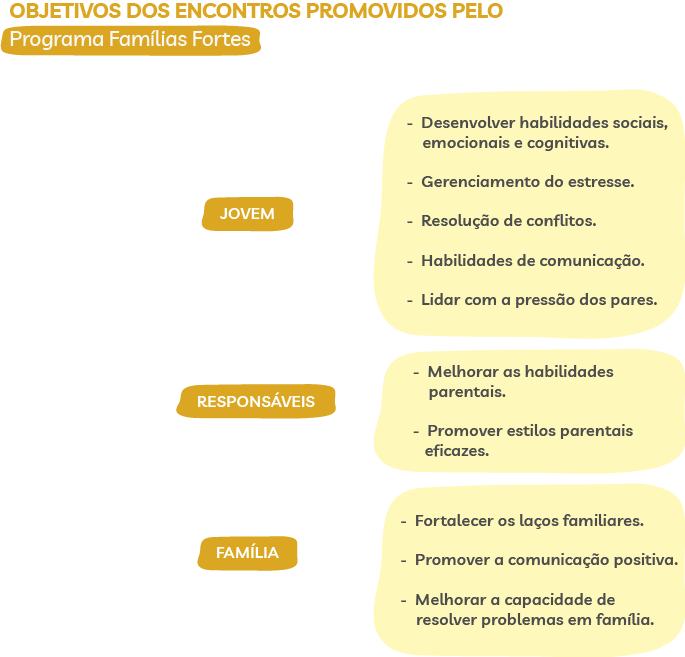 OBJETIVOS DOS ENCONTROS PROMOVIDOS PELO
Programa Famílias Fortes
JOVEM
- Desenvolver habilidades sociais,
emocionais e cognitivas.
- Gerenciamento do estresse.
- Resolução de conflitos.
- Habilidades de comunicação.
- Lidar com a pressão dos pares.
RESPONSÁVEIS
- Melhorar as habilidades
parentais.
- Promover estilos parentais
eficazes.
FAMÍLIA
- Fortalecer os laços familiares.
- Promover a comunicação positiva.
- Melhorar a capacidade de
resolver problemas em família.